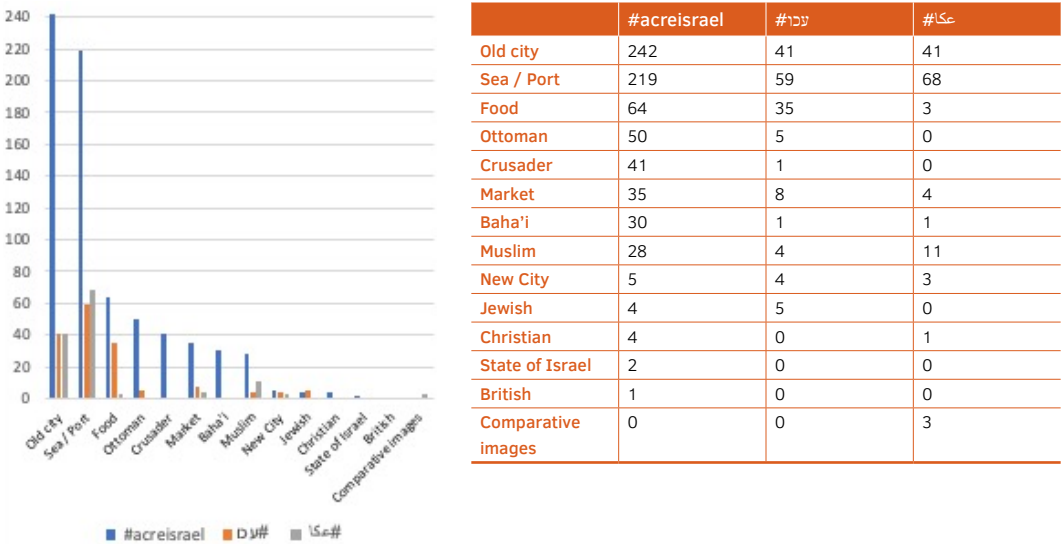 240
220
200
180
160
140
120
100
80
60
40
20
0
Old city
Sea / Port
Food
Ottoman
Crusader
Market
Baha'i
Muslim
New City
Jewish
Christian
State of Israel
British
Comparative images
#acreisrael #עכו #عكا
#acreisrael #עכו #عكا
Old city 242 41 41
Sea / Port 219 59 68
Food 64 35 3
Ottoman 50 5 0
Crusader 41 1 0
Market 35 8 4
Baha’i 30 1 1
Muslim 28 4 11
New City 5 4 3
Jewish 4 5 0
Christian 4 0 1
State of Israel 2 0 0
British 1 0 0
Comparative 0 0 3
images